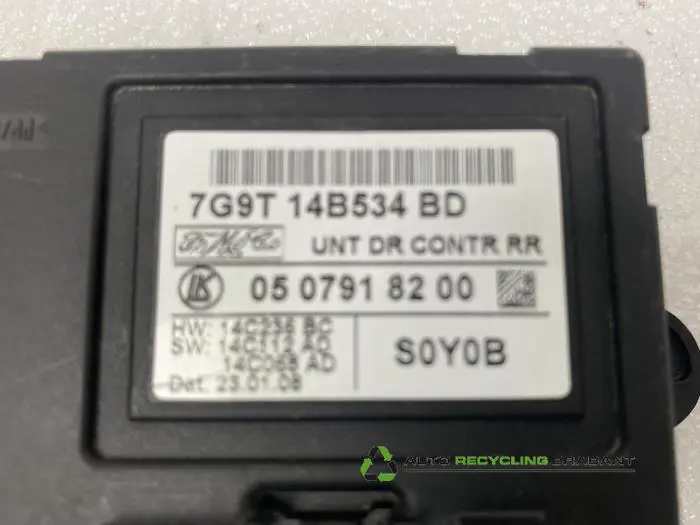 7G9T 14B534 BD
UNT DR CONTR RR
05 0791 82 00
HW: 14C236 BC
SW: 14C112 AD
AD
S0Y0B
Dat. 23.01.08
AUTO RECYCLING BRABANT